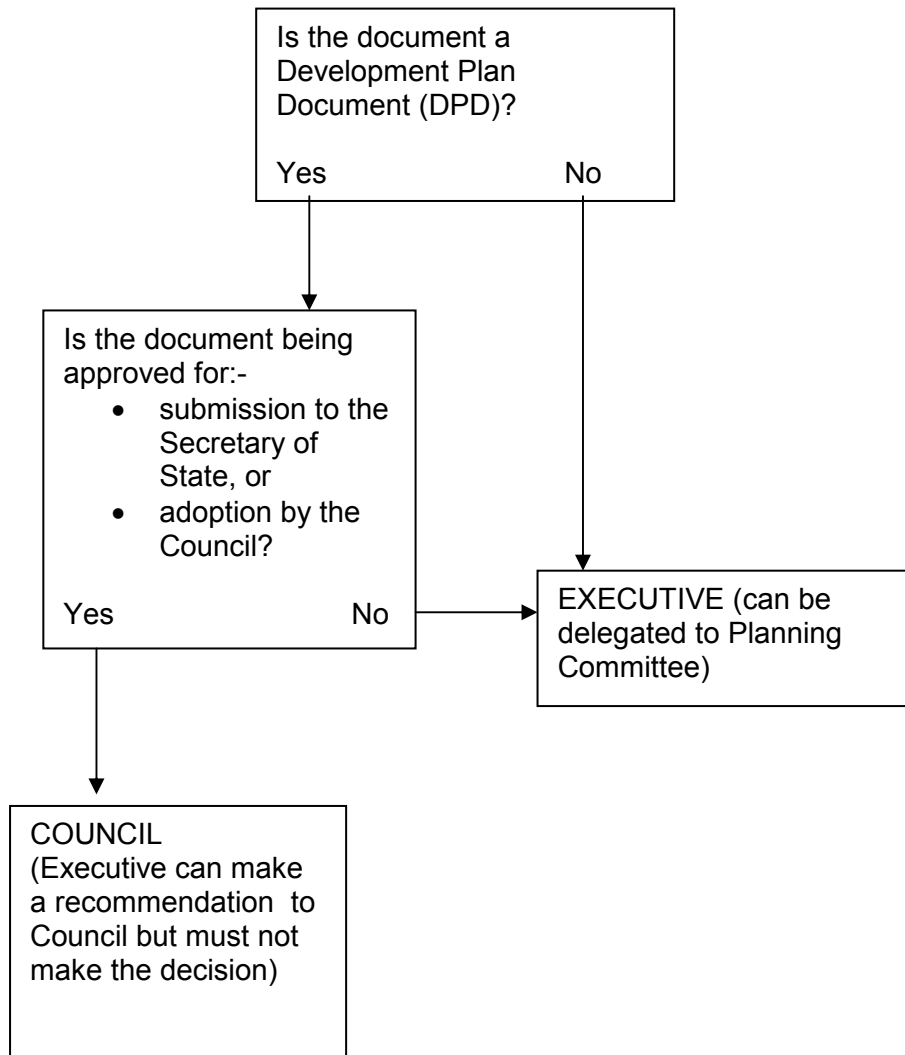 Is the document a
Development Plan
Document (DPD)?
Yes No
Is the document being
approved for:-
• submission to the
Secretary of
State, or
• adoption by the
Council?
Yes No
EXECUTIVE (can be
delegated to Planning
Committee)
COUNCIL
(Executive can make
a recommendation to
Council but must not
make the decision)